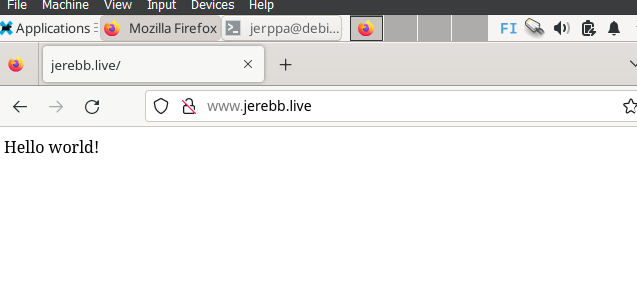 File Machine View Input Devices Help
Applications Mozilla Firefox jerppa@debi... FI
jerebb.live/
www.jerebb.live
Hello world!